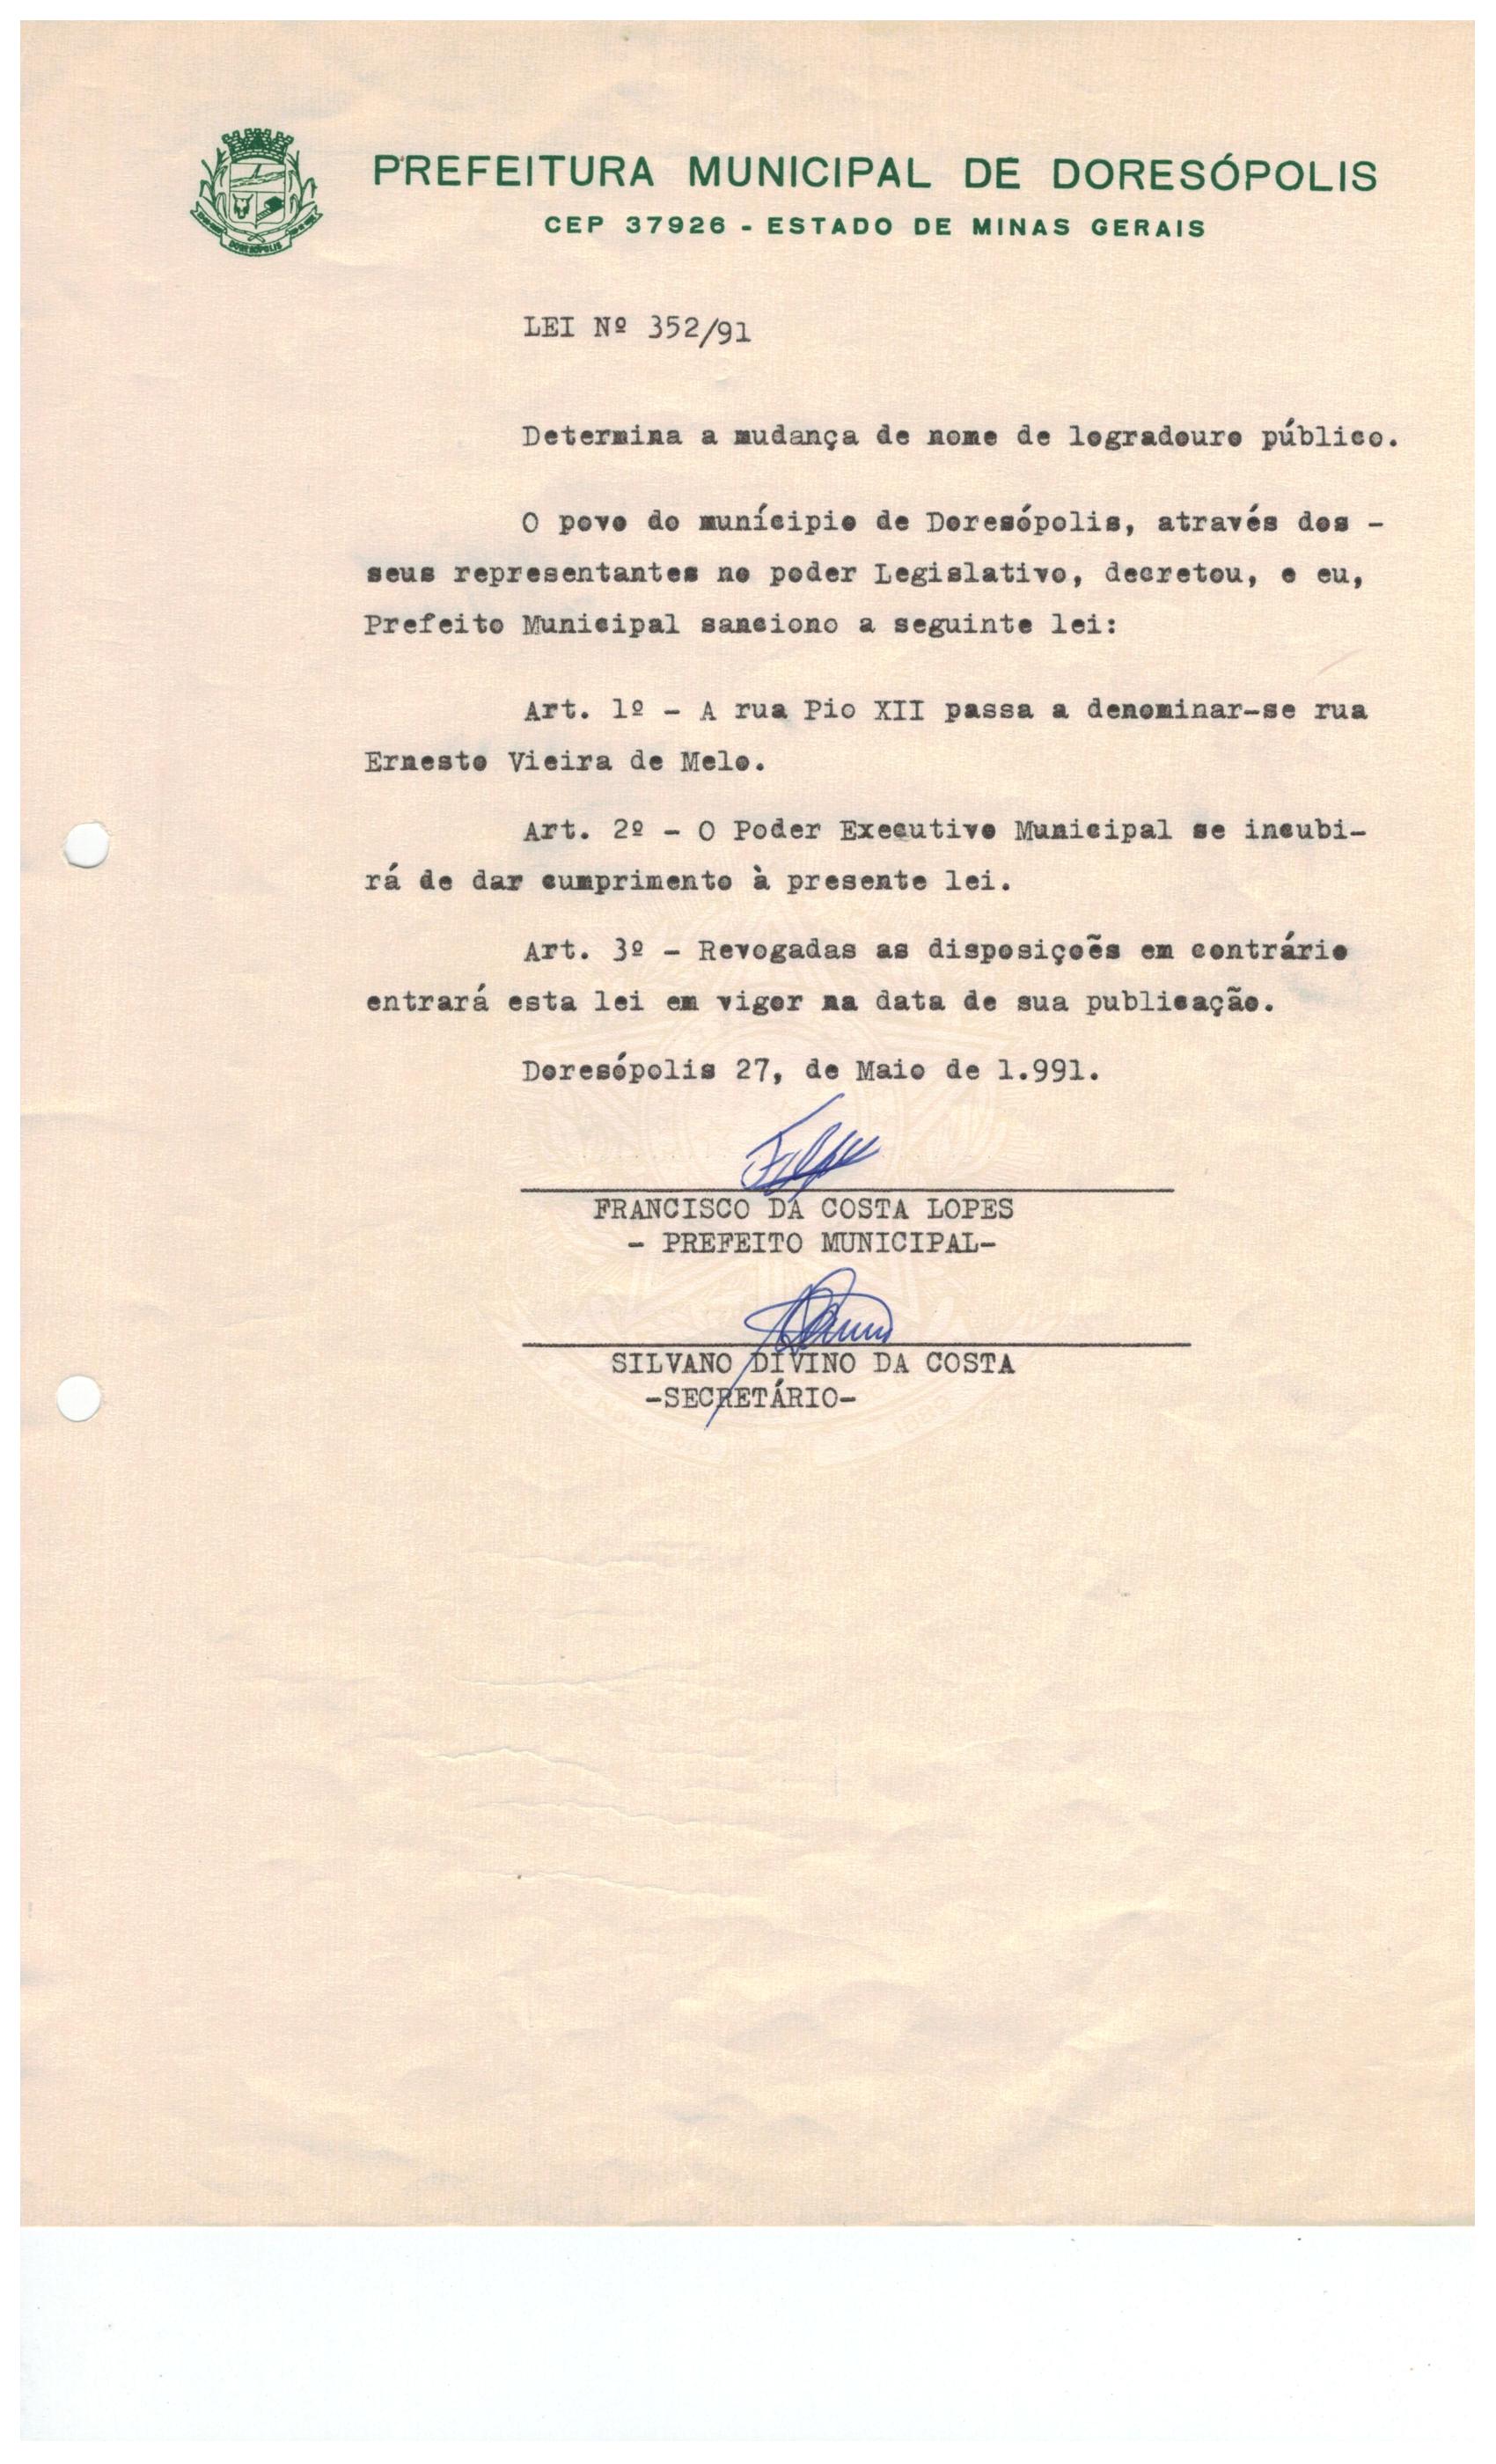 PREFEITURA MUNICIPAL DE DORESÓPOLIS
CEP 37926 - ESTADO DE MINAS GERAIS
DORESÓPOLIS
LEI Nº 352/91
Determina a mudança de nome de logradouro público.
O povo do munícipio de Doresópolis, através dos -
seus representantes no poder Legislativo, decretou, e eu,
Prefeito Municipal sanciono a seguinte lei:
Art. 1º - A rua Pio XII passa a denominar-se rua
Ernesto Vieira de Melo.
Art. 2º - O Poder Executivo Municipal se incubi-
rá de dar cumprimento à presente lei.
Art. 3º - Revogadas as disposiçoẽs em contrário
entrará esta lei em vigor na data de sua publicação.
Doresópolis 27, de Maio de 1.991.
FRANCISCO DA COSTA LOPES
- PREFEITO MUNICIPAL-
SILVANO DIVINO DA COSTA
-SECRETÁRIO-